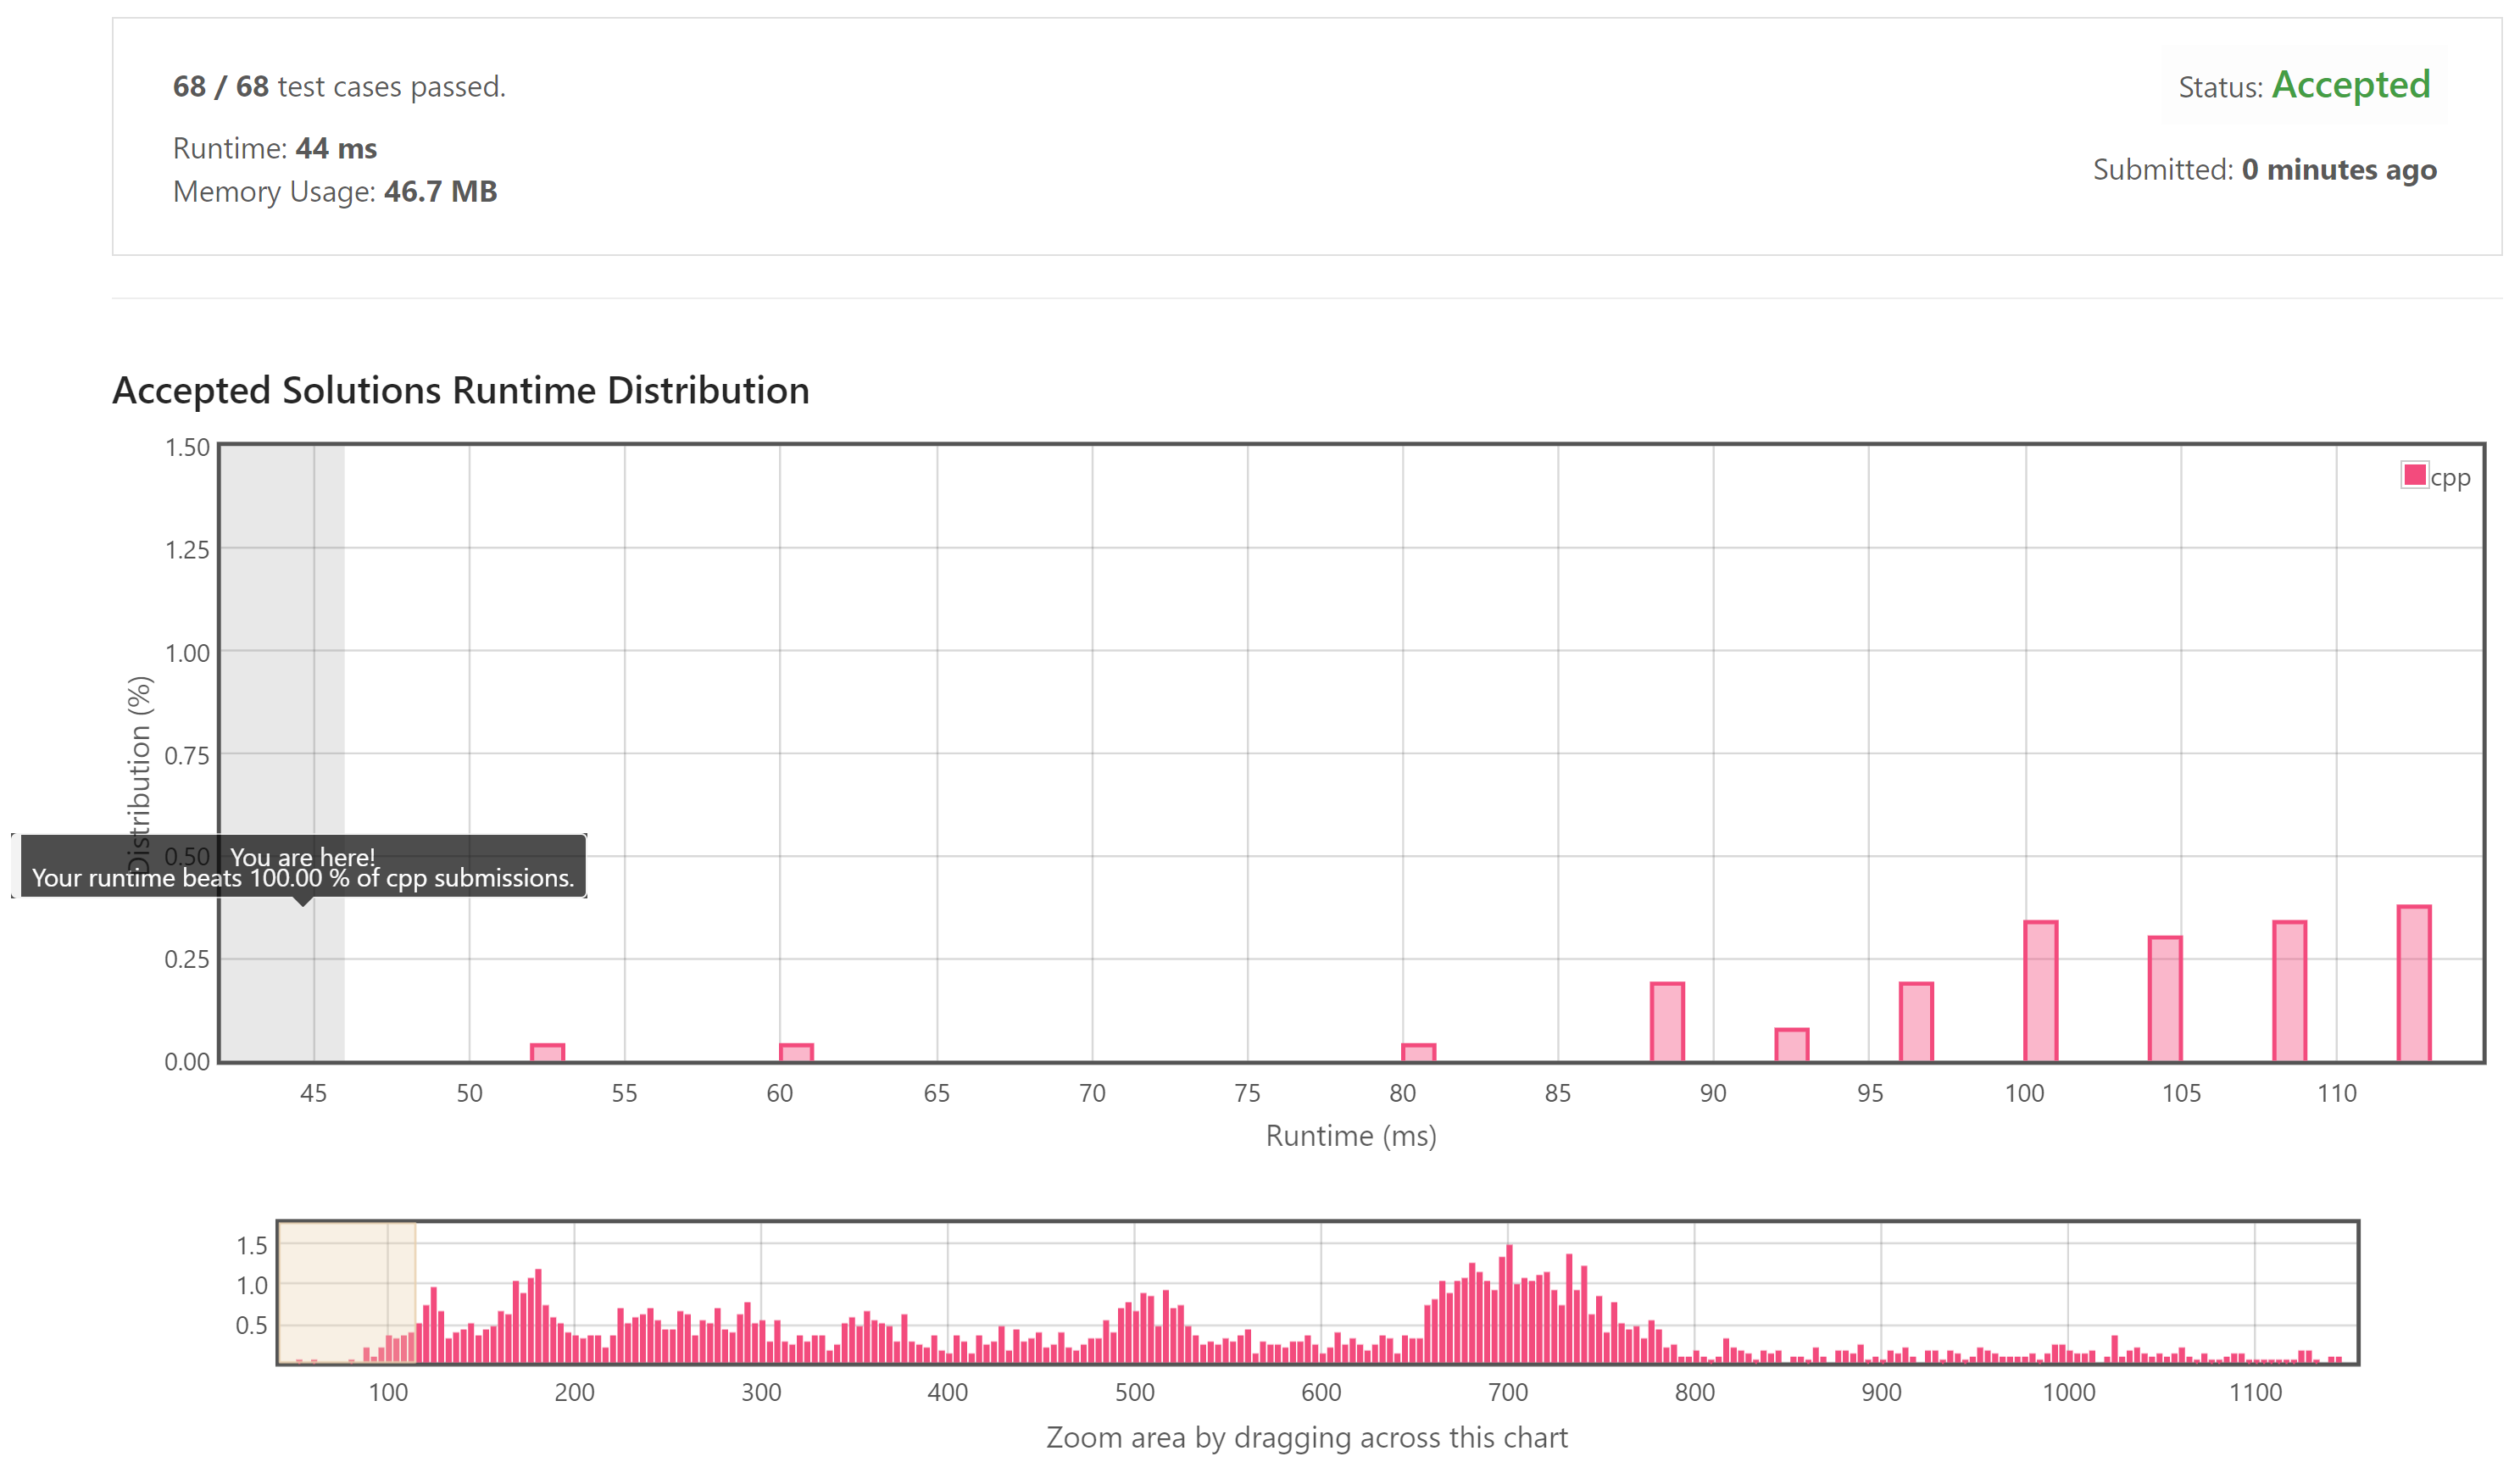 68 / 68 test cases passed.
Status: Accepted
Runtime: 44 ms
Submitted: 0 minutes ago
Memory Usage: 46.7 MB
Accepted Solutions Runtime Distribution
1.50
cpp
1.25
1.00
0.75
Distribution (%)
0.50
You are here!
Your runtime beats 100.00 % of cpp submissions.
0.25
0.00
45 50 55 60 65 70 75 80 85 90 95 100 105 110
Runtime (ms)
1.5
1.0
0.5
100 200 300 400 500 600 700 800 900 1000 1100
Zoom area by dragging across this chart